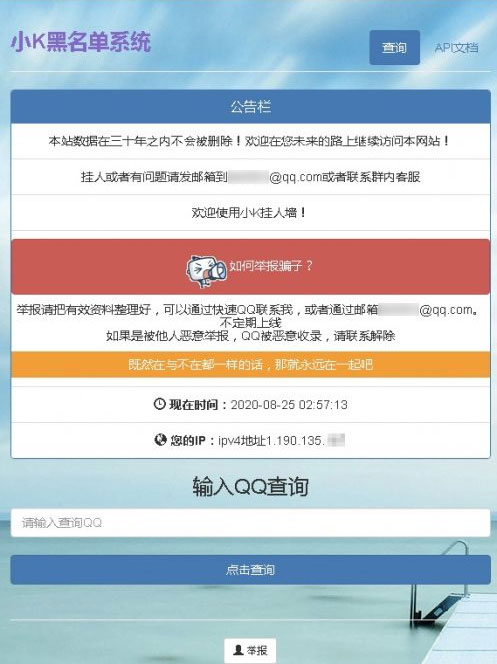 小K黑名单系统
查询
API文档
公告栏
本站数据在三十年之内不会被删除！欢迎在您未来的路上继续访问本网站！
挂人或者有问题请发邮箱到@qq.com或者联系群内客服
欢迎使用小K挂人墙！
如何举报骗子？
举报请把有效资料整理好，可以通过快速QQ联系我，或者通过邮箱@qq.com。
不定期上线
如果是被他人恶意举报，QQ被恶意收录，请联系解除
既然在与不在都一样的话，那就永远在一起吧
现在时间：2020-08-25 02:57:13
您的IP：ipv4地址1.190.135.
输入QQ查询
请输入查询QQ
点击查询
举报